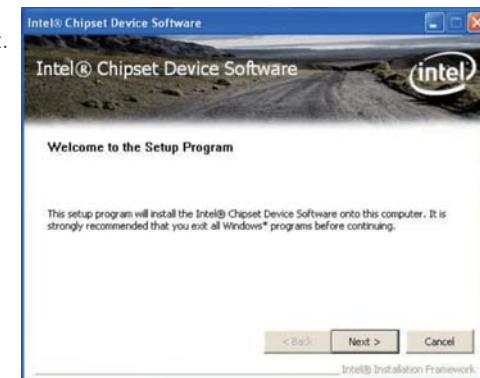 Intel® Chipset Device Software
Intel® Chipset Device Software
intel
Welcome to the Setup Program
This setup program will install the Intel® Chipset Device Software onto this computer. It is
strongly recommended that you exit all Windows* programs before continuing.
< Back
Next >
Cancel
Intel® Installation Framework